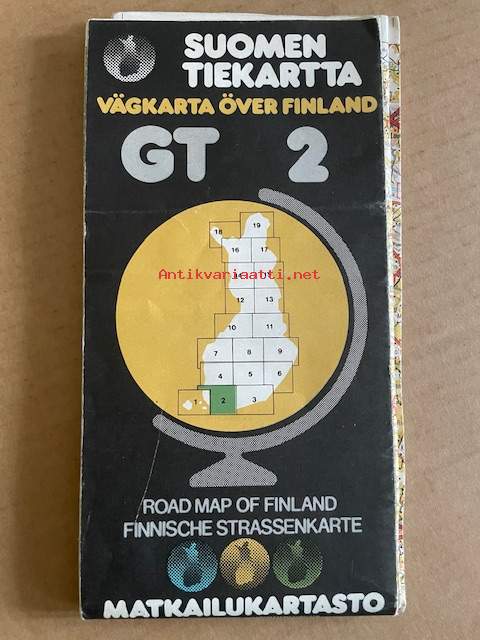 SUOMEN
TIEKARTTA
VÄGKARTA ÖVER FINLAND
GT 2
19
18
16 17
Antikvariaatti.net
12 13
10 11
7 8 9
4 5 6
1 2 3
ROAD MAP OF FINLAND
FINNISCHE STRASSENKARTE
MATKAILUKARTASTO